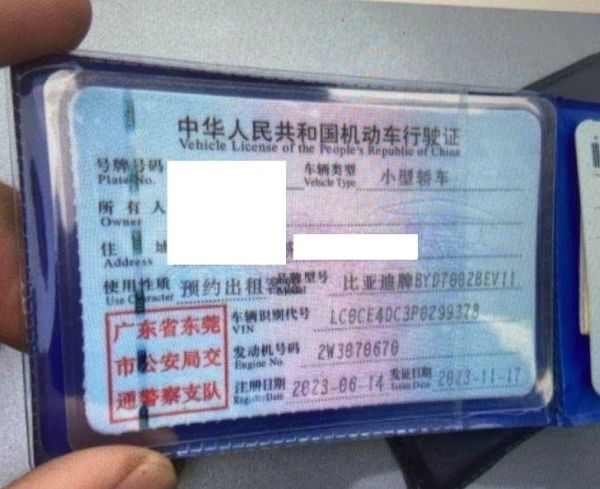 中华人民共和国机动车行驶证
Vehicle License of the People's Republic of China
号牌号码
Plate No.
车辆类型 小型轿车
Vehicle Type
所有人
Owner
住 地
Address
使用性质 预约出租客 品牌型号 比亚迪牌BYD7002BEV11
Use Character Model
广东省东莞
市公安局交
通警察支队
车辆识别代号 LC0CE4DC3P0299378
VIN
发动机号码 2W3070670
Engine No.
注册日期 2023-06-14 发证日期 2023-11-17
Register Date Issue Date